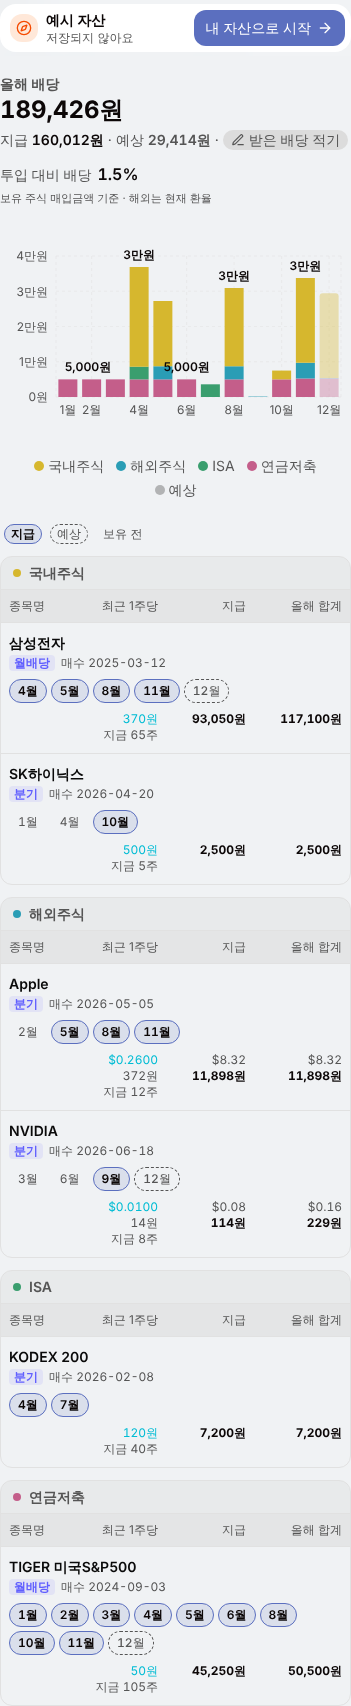 예시 자산
저장되지 않아요
내 자산으로 시작 →
올해 배당
189,426원
지급 160,012원 · 예상 29,414원 · 받은 배당 적기
투입 대비 배당 1.5%
보유 주식 매입금액 기준 · 해외는 현재 환율
4만원
3만원
2만원
1만원
0원
3만원
3만원
3만원
5,000원
5,000원
1월 2월 4월 6월 8월 10월 12월
국내주식 해외주식 ISA 연금저축
예상
지급 예상 보유 전
국내주식
종목명 최근 1주당 지급 올해 합계
삼성전자
월배당 매수 2025-03-12
4월 5월 8월 11월 12월
370원 93,050원 117,100원
지금 65주
SK하이닉스
분기 매수 2026-04-20
1월 4월 10월
500원 2,500원 2,500원
지금 5주
해외주식
종목명 최근 1주당 지급 올해 합계
Apple
분기 매수 2026-05-05
2월 5월 8월 11월
$0.2600 $8.32 $8.32
372원 11,898원 11,898원
지금 12주
NVIDIA
분기 매수 2026-06-18
3월 6월 9월 12월
$0.0100 $0.08 $0.16
14원 114원 229원
지금 8주
ISA
종목명 최근 1주당 지급 올해 합계
KODEX 200
분기 매수 2026-02-08
4월 7월
120원 7,200원 7,200원
지금 40주
연금저축
종목명 최근 1주당 지급 올해 합계
TIGER 미국S&P500
월배당 매수 2024-09-03
1월 2월 3월 4월 5월 6월 8월
10월 11월 12월
50원 45,250원 50,500원
지금 105주